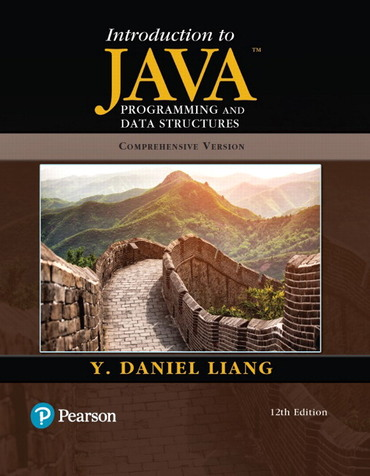 Introduction to
JAVA™
PROGRAMMING AND
DATA STRUCTURES
COMPREHENSIVE VERSION
Y. DANIEL LIANG
P Pearson
12th Edition